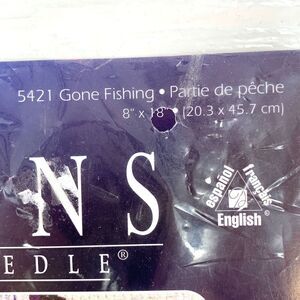 5421 Gone Fishing • Partie de pêche
8" x 18" • (20.3 x 45.7 cm)
NS
EDLE®
español
français
English®